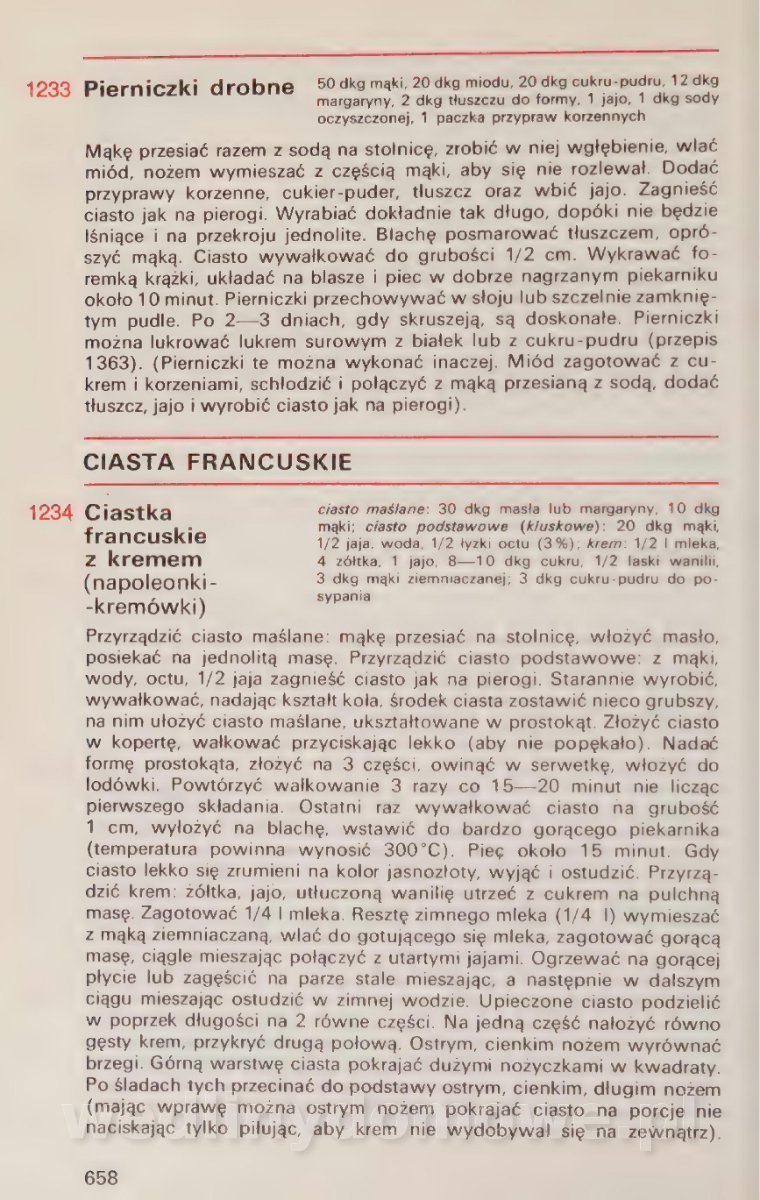 1233 Pierniczki drobne
50 dkg mąki, 20 dkg miodu, 20 dkg cukru-pudru, 12 dkg
margaryny, 2 dkg tłuszczu do formy, 1 jajo, 1 dkg sody
oczyszczonej, 1 paczka przypraw korzennych
Mąkę przesiać razem z sodą na stolnicę, zrobić w niej wgłębienie, wlać
miód, nożem wymieszać z częścią mąki, aby się nie rozlewał. Dodać
przyprawy korzenne, cukier-puder, tłuszcz oraz wbić jajo. Zagnieść
ciasto jak na pierogi. Wyrabiać dokładnie tak długo, dopóki nie będzie
lśniące i na przekroju jednolite. Blachę posmarować tłuszczem, opró-
szyć mąką. Ciasto wywałkować do grubości 1/2 cm. Wykrawać fo-
remką krążki, układać na blasze i piec w dobrze nagrzanym piekarniku
około 10 minut. Pierniczki przechowywać w słoju lub szczelnie zamknię-
tym pudle. Po 2—3 dniach, gdy skruszeją, są doskonałe. Pierniczki
można lukrować lukrem surowym z białek lub z cukru-pudru (przepis
1363). (Pierniczki te można wykonać inaczej. Miód zagotować z cu-
krem i korzeniami, schłodzić i połączyć z mąką przesianą z sodą, dodać
tłuszcz, jajo i wyrobić ciasto jak na pierogi).
CIASTA FRANCUSKIE
1234 Ciastka
francuskie
z kremem
(napoleonki-
-kremówki)
ciasto maślane: 30 dkg masła lub margaryny, 10 dkg
mąki; ciasto podstawowe (kluskowe): 20 dkg mąki,
1/2 jaja, woda, 1/2 łyżki octu (3%); krem: 1/2 l mleka,
4 żółtka, 1 jajo, 8—10 dkg cukru, 1/2 laski wanilii,
3 dkg mąki ziemniaczanej; 3 dkg cukru-pudru do po-
sypania
Przyrządzić ciasto maślane: mąkę przesiać na stolnicę, włożyć masło,
posiekać na jednolitą masę. Przyrządzić ciasto podstawowe: z mąki,
wody, octu, 1/2 jaja zagnieść ciasto jak na pierogi. Starannie wyrobić,
wywałkować, nadając kształt koła, środek ciasta zostawić nieco grubszy,
na nim ułożyć ciasto maślane, ukształtowane w prostokąt. Złożyć ciasto
w kopertę, wałkować przyciskając lekko (aby nie popękało). Nadać
formę prostokąta, złożyć na 3 części, owinąć w serwetkę, włożyć do
lodówki. Powtórzyć wałkowanie 3 razy co 15—20 minut nie licząc
pierwszego składania. Ostatni raz wywałkować ciasto na grubość
1 cm, wyłożyć na blachę, wstawić do bardzo gorącego piekarnika
(temperatura powinna wynosić 300°C). Piec około 15 minut. Gdy
ciasto lekko się zrumieni na kolor jasnozłoty, wyjąć i ostudzić. Przyrzą-
dzić krem: żółtka, jajo, utłuczoną wanilię utrzeć z cukrem na pulchną
masę. Zagotować 1/4 l mleka. Resztę zimnego mleka (1/4 l) wymieszać
z mąką ziemniaczaną, wlać do gotującego się mleka, zagotować gorącą
masę, ciągle mieszając połączyć z utartymi jajami. Ogrzewać na gorącej
płycie lub zagęścić na parze stale mieszając, a następnie w dalszym
ciągu mieszając ostudzić w zimnej wodzie. Upieczone ciasto podzielić
w poprzek długości na 2 równe części. Na jedną część nałożyć równo
gęsty krem, przykryć drugą połową. Ostrym, cienkim nożem wyrównać
brzegi. Górną warstwę ciasta pokrajać dużymi nożyczkami w kwadraty.
Po śladach tych przecinać do podstawy ostrym, cienkim, długim nożem
(mając wprawę można ostrym nożem pokrajać ciasto na porcje nie
naciskając tylko piłując, aby krem nie wydobywał się na zewnątrz).
658